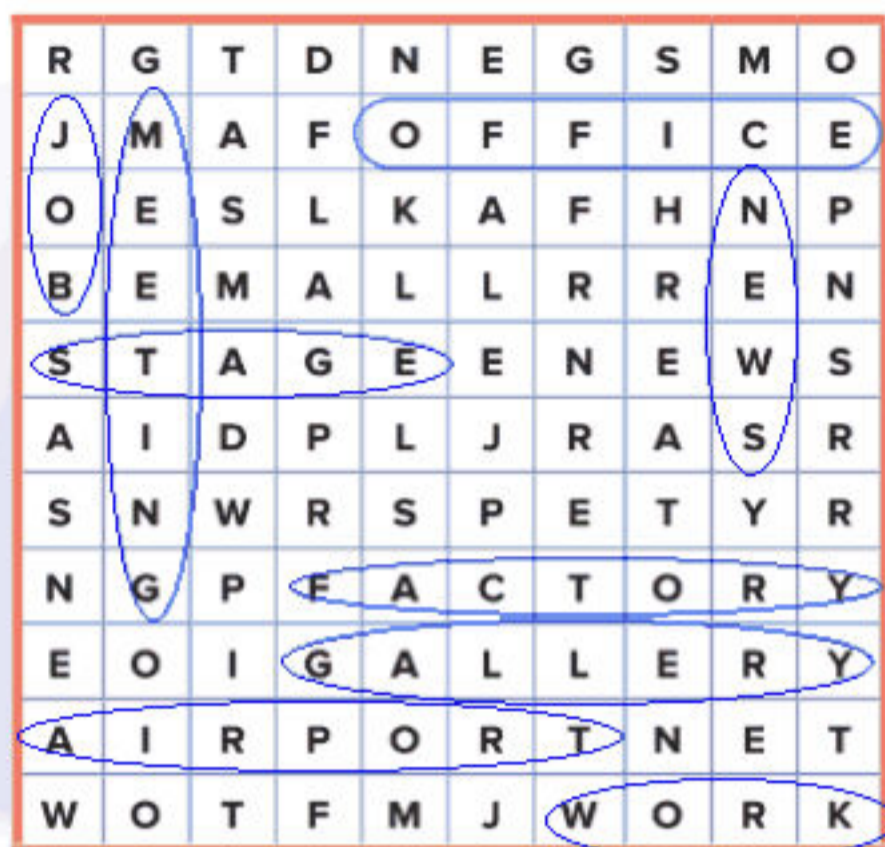 R G T D N E G S M O
J M A F O F F I C E
O E S L K A F H N P
B E M A L L R R E N
S T A G E E N E W S
A I D P L J R A S R
S N W R S P E T Y R
N G P F A C T O R Y
E O I G A L L E R Y
A I R P O R T N E T
W O T F M J W O R K